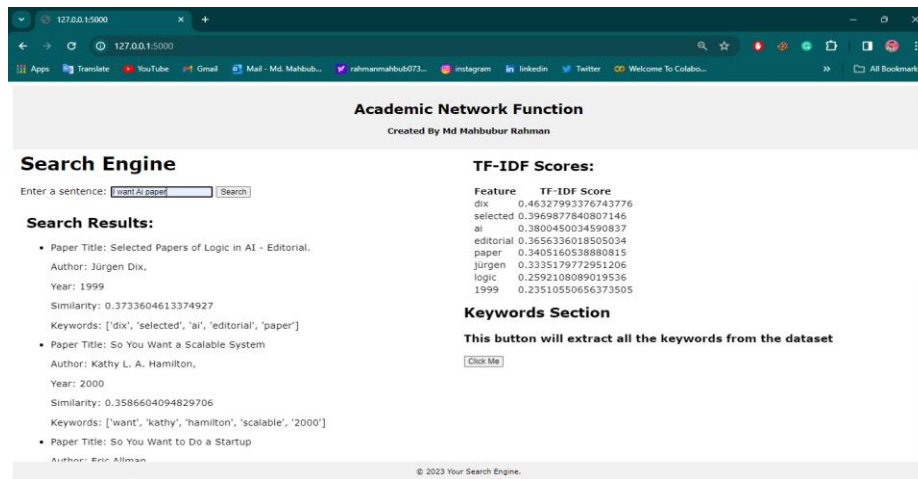 127.0.0.1:5000
127.0.0.1:5000
Apps Translate YouTube Gmail Mail - Md. Mahbub... rahmanmahbub073... instagram linkedin Twitter Welcome To Colabo... » All Bookmark
Academic Network Function
Created By Md Mahbubur Rahman
Search Engine
Enter a sentence: I want Ai paper Search
Search Results:
• Paper Title: Selected Papers of Logic in AI - Editorial.
Author: Jürgen Dix,
Year: 1999
Similarity: 0.3733604613374927
Keywords: ['dix', 'selected', 'ai', 'editorial', 'paper']
• Paper Title: So You Want a Scalable System
Author: Kathy L. A. Hamilton,
Year: 2000
Similarity: 0.3586604094829706
Keywords: ['want', 'kathy', 'hamilton', 'scalable', '2000']
• Paper Title: So You Want to Do a Startup
Author: Eric Allman
TF-IDF Scores:
Feature TF-IDF Score
dix 0.46327993376743776
selected 0.3969877840807146
ai 0.3800450034590837
editorial 0.3656336018505034
paper 0.3405160538880815
jürgen 0.3335179772951206
logic 0.2592108089019536
1999 0.23510550656373505
Keywords Section
This button will extract all the keywords from the dataset
Click Me
© 2023 Your Search Engine.